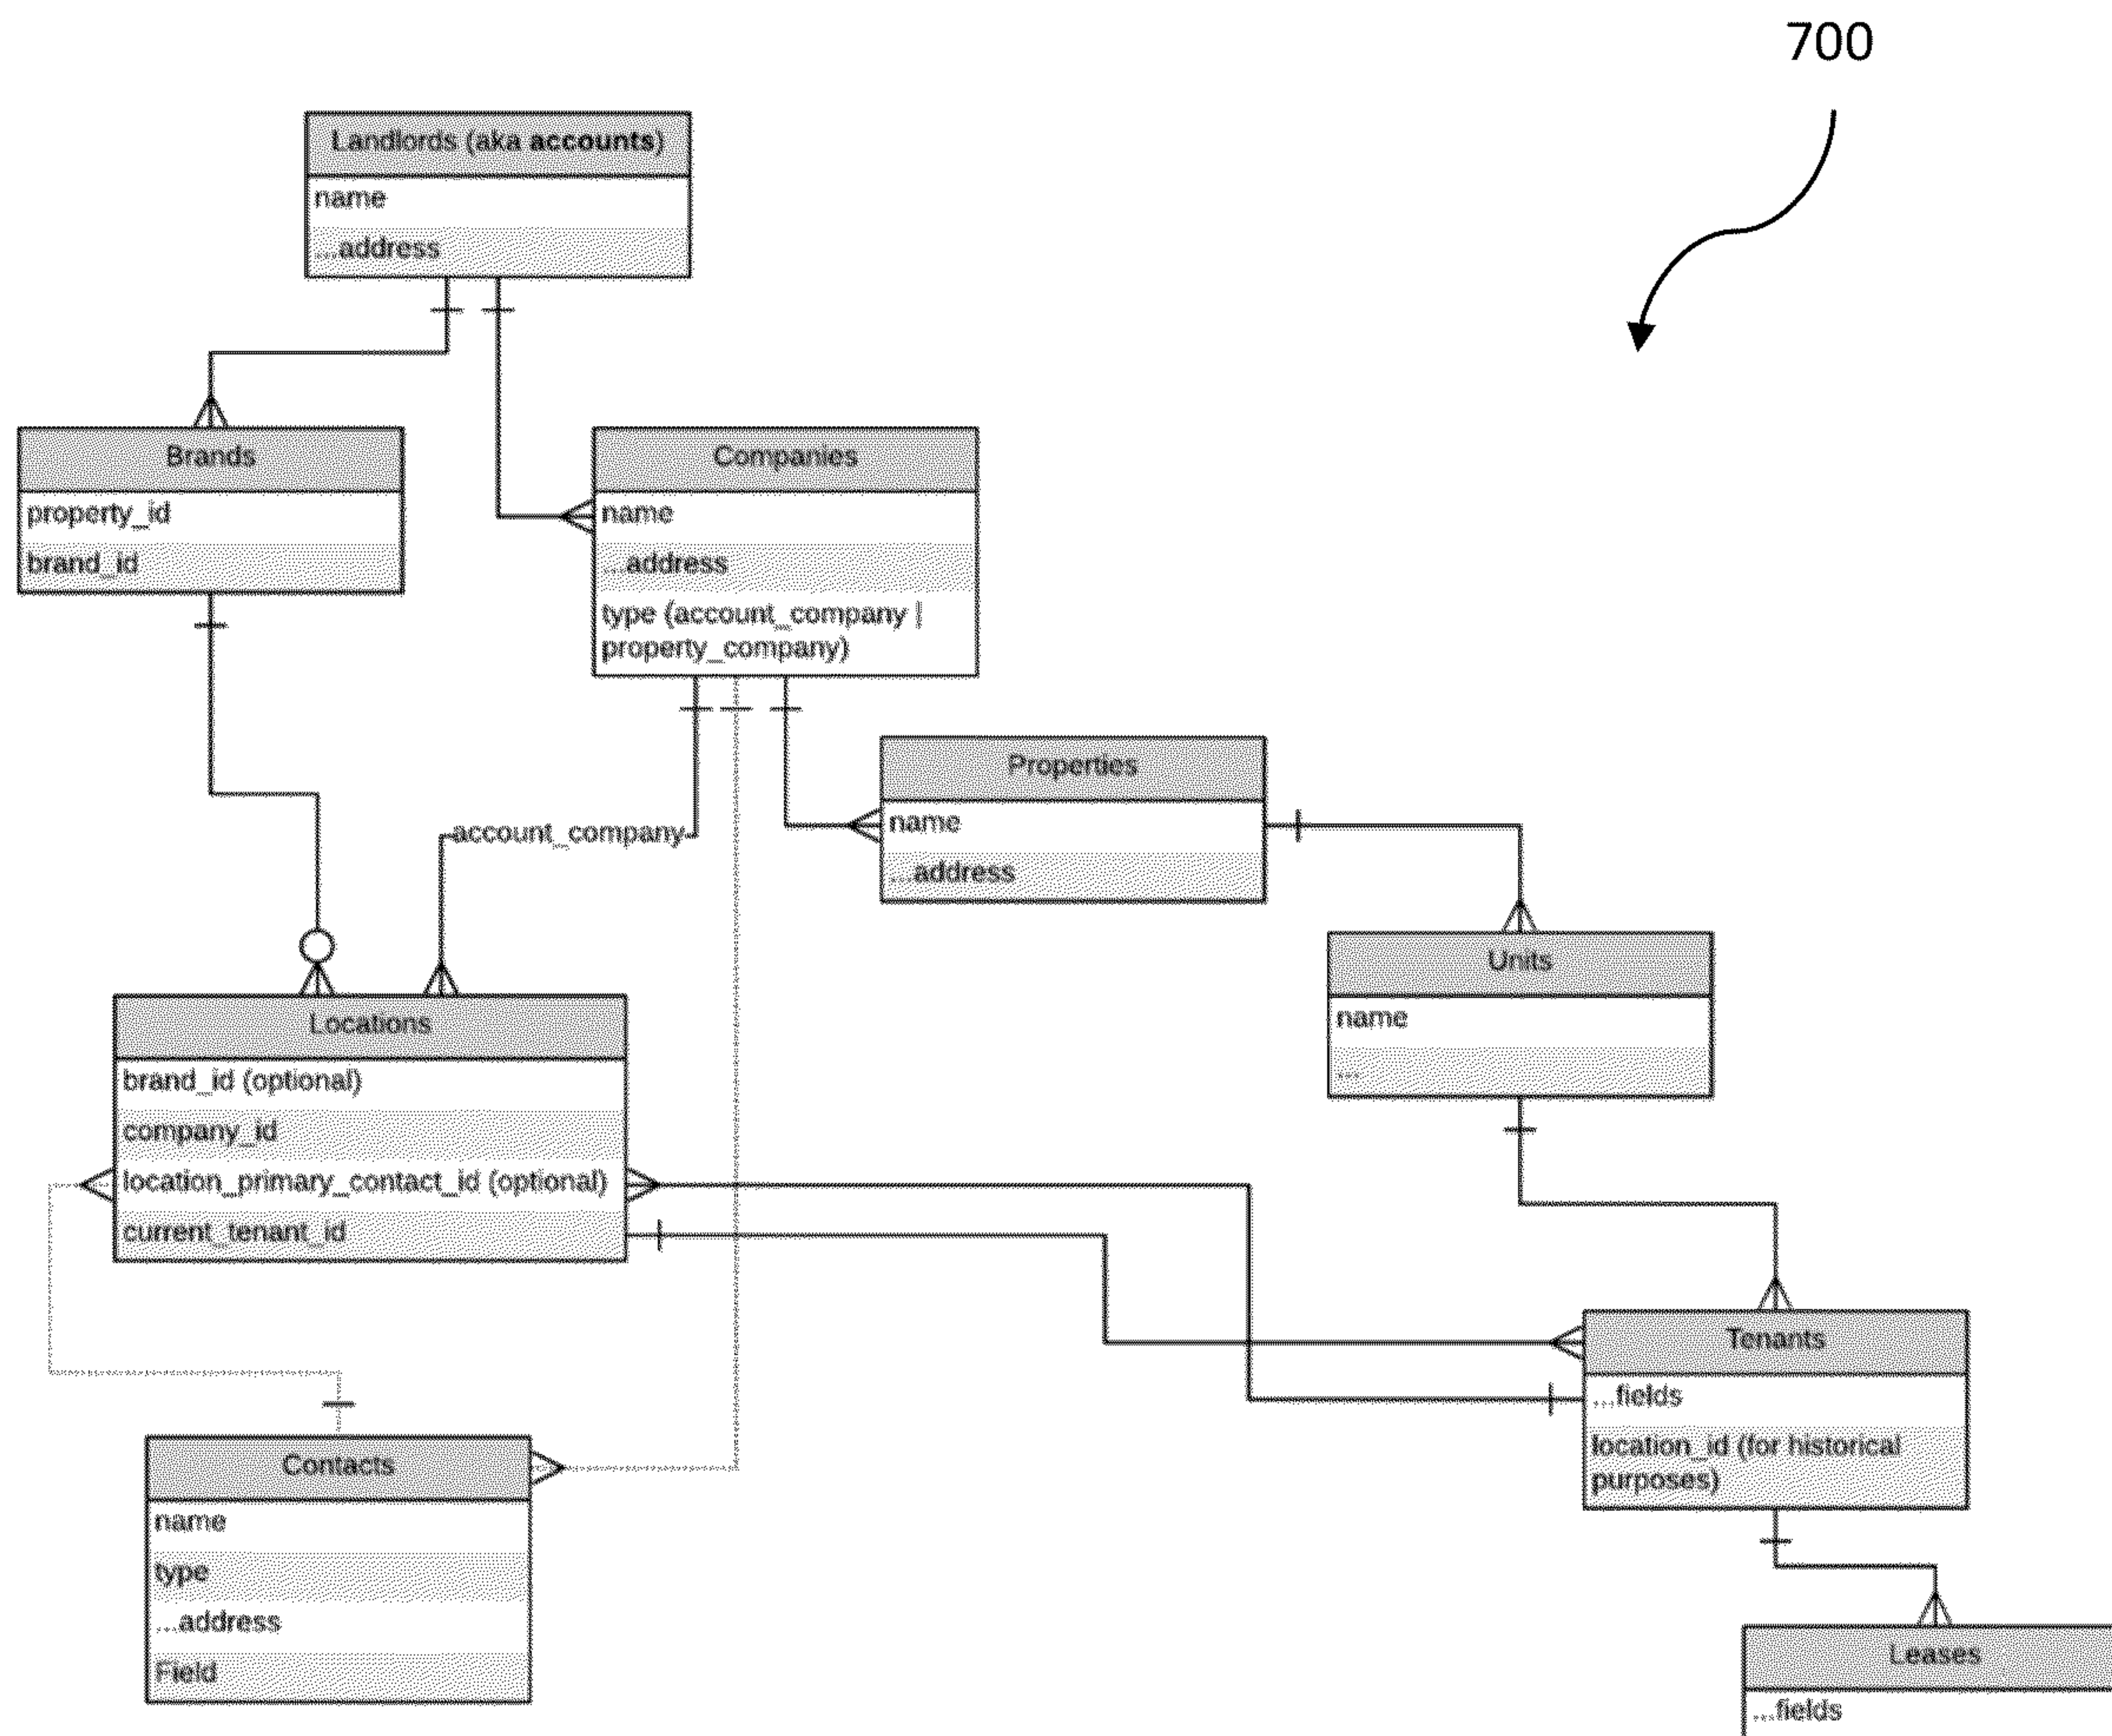 700
Landlords (aka accounts)
name
...address
Brands
property_id
brand_id
Companies
name
...address
type (account_company |
property_company)
Properties
name
...address
account_company
Units
name
...
Locations
brand_id (optional)
company_id
location_primary_contact_id (optional)
current_tenant_id
Tenants
...fields
location_id (for historical
purposes)
Contacts
name
type
...address
Field
Leases
...fields